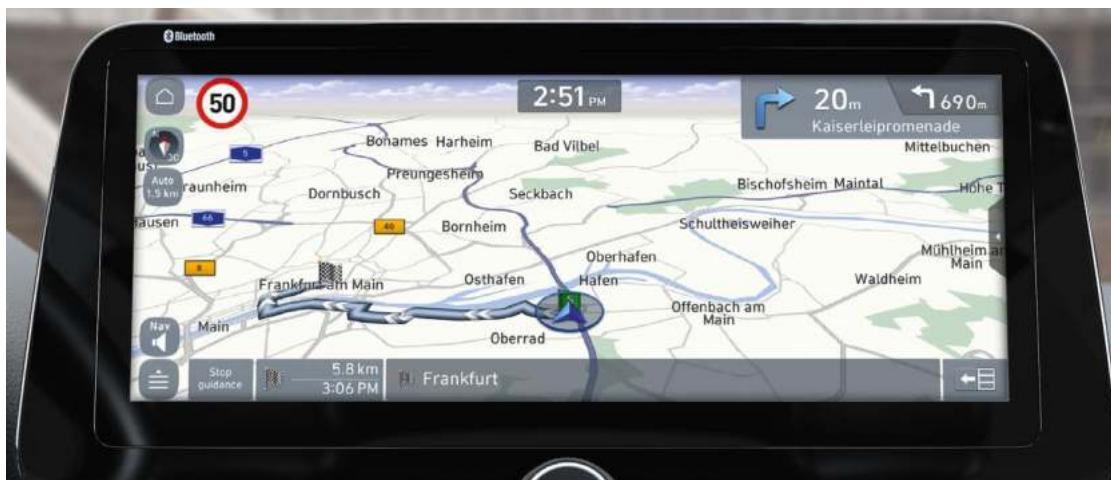 Bluetooth
50
2:51 PM
20m
690m
Kaiserleipromenade
Bonames Harheim
Bad Vilbel
Mittelbuchen
5
Preungesheim
Auto
1.5 km
raunheim
Dornbusch
Seckbach
Bischofsheim Maintal
Hohe T
ausen
66
40
Bornheim
Schultheisweiher
Oberhafen
Mühlheim am
Main
8
Frankfurt am Main
Osthafen
Hafen
Waldheim
Offenbach am
Main
Nav
Main
Oberrad
Stop
guidance
5.8 km
3:06 PM
Frankfurt